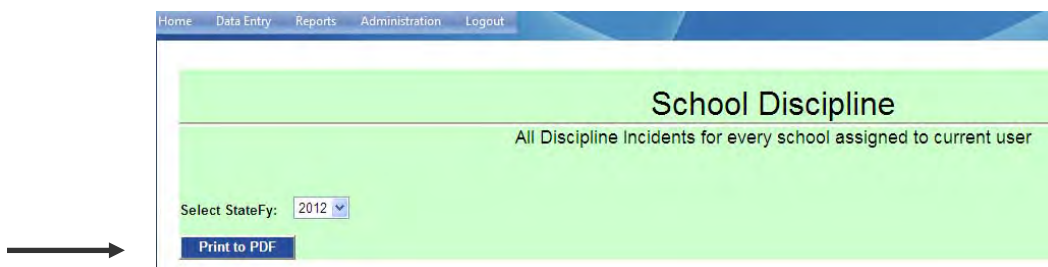 Home Data Entry Reports Administration Logout
School Discipline
All Discipline Incidents for every school assigned to current user
Select StateFy: 2012
Print to PDF